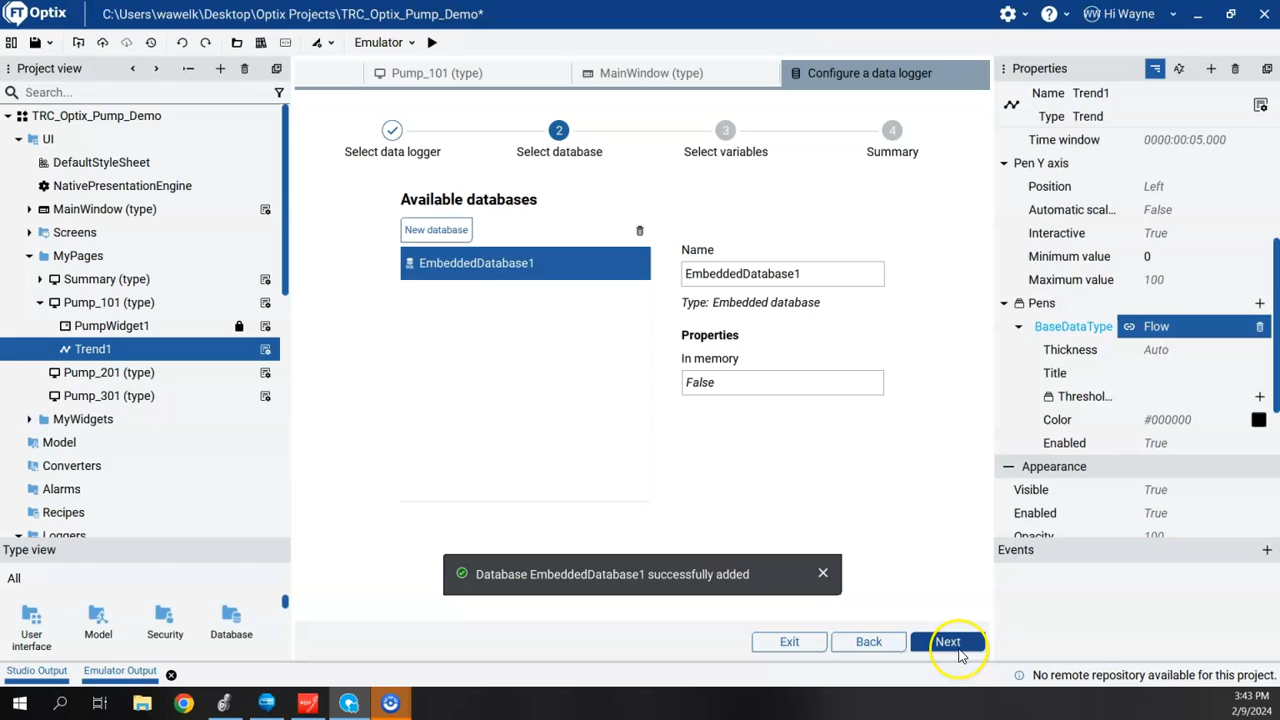 FT Optix C:\Users\wawelk\Desktop\Optix Projects\TRC_Optix_Pump_Demo* Hi Wayne
Emulator
Project view
Search...
TRC_Optix_Pump_Demo
UI
DefaultStyleSheet
NativePresentationEngine
MainWindow (type)
Screens
MyPages
Summary (type)
Pump_101 (type)
PumpWidget1
Trend1
Pump_201 (type)
Pump_301 (type)
MyWidgets
Model
Converters
Alarms
Recipes
Loggers
Type view
All
User interface
Model
Security
Database
Pump_101 (type) MainWindow (type) Configure a data logger
2 3 4
Select data logger Select database Select variables Summary
Available databases
New database
EmbeddedDatabase1
Name
EmbeddedDatabase1
Type: Embedded database
Properties
In memory
False
Database EmbeddedDatabase1 successfully added
Exit Back Next
Properties
Name Trend1
Type Trend
Time window 0000:00:05.000
Pen Y axis
Position Left
Automatic scal... False
Interactive True
Minimum value 0
Maximum value 100
Pens
BaseDataType Flow
Thickness Auto
Title
Threshol...
Color #000000
Enabled True
Appearance
Visible True
Enabled True
Opacity 100
Events
Studio Output Emulator Output No remote repository available for this project.
3:43 PM
2/9/2024